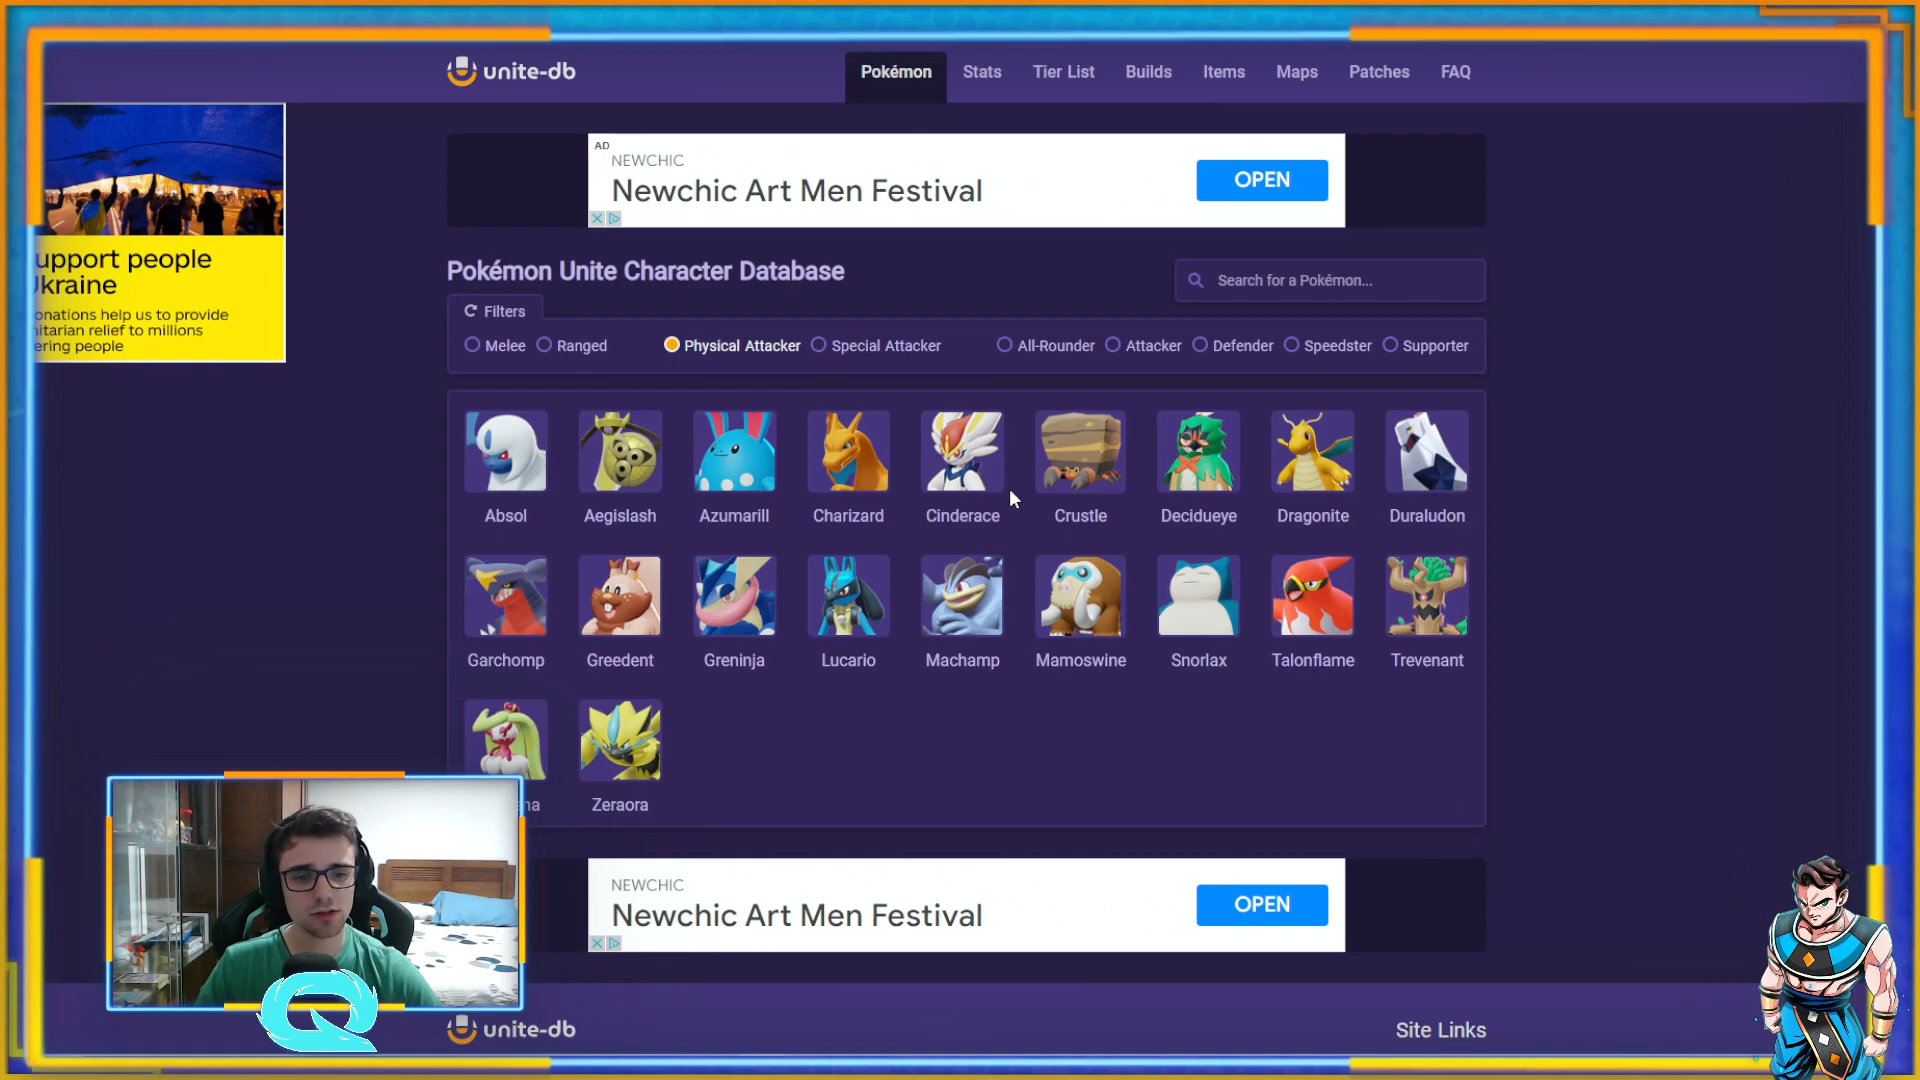 unite-db
Pokémon Stats Tier List Builds Items Maps Patches FAQ
AD
NEWCHIC
Newchic Art Men Festival
OPEN
upport people
kraine
onations help us to provide
nitarian relief to millions
ering people
Pokémon Unite Character Database
Search for a Pokémon...
Filters
Melee Ranged Physical Attacker Special Attacker All-Rounder Attacker Defender Speedster Supporter
Absol Aegislash Azumarill Charizard Cinderace Crustle Decidueye Dragonite Duraludon
Garchomp Greedent Greninja Lucario Machamp Mamoswine Snorlax Talonflame Trevenant
na Zeraora
NEWCHIC
Newchic Art Men Festival
OPEN
unite-db
Site Links